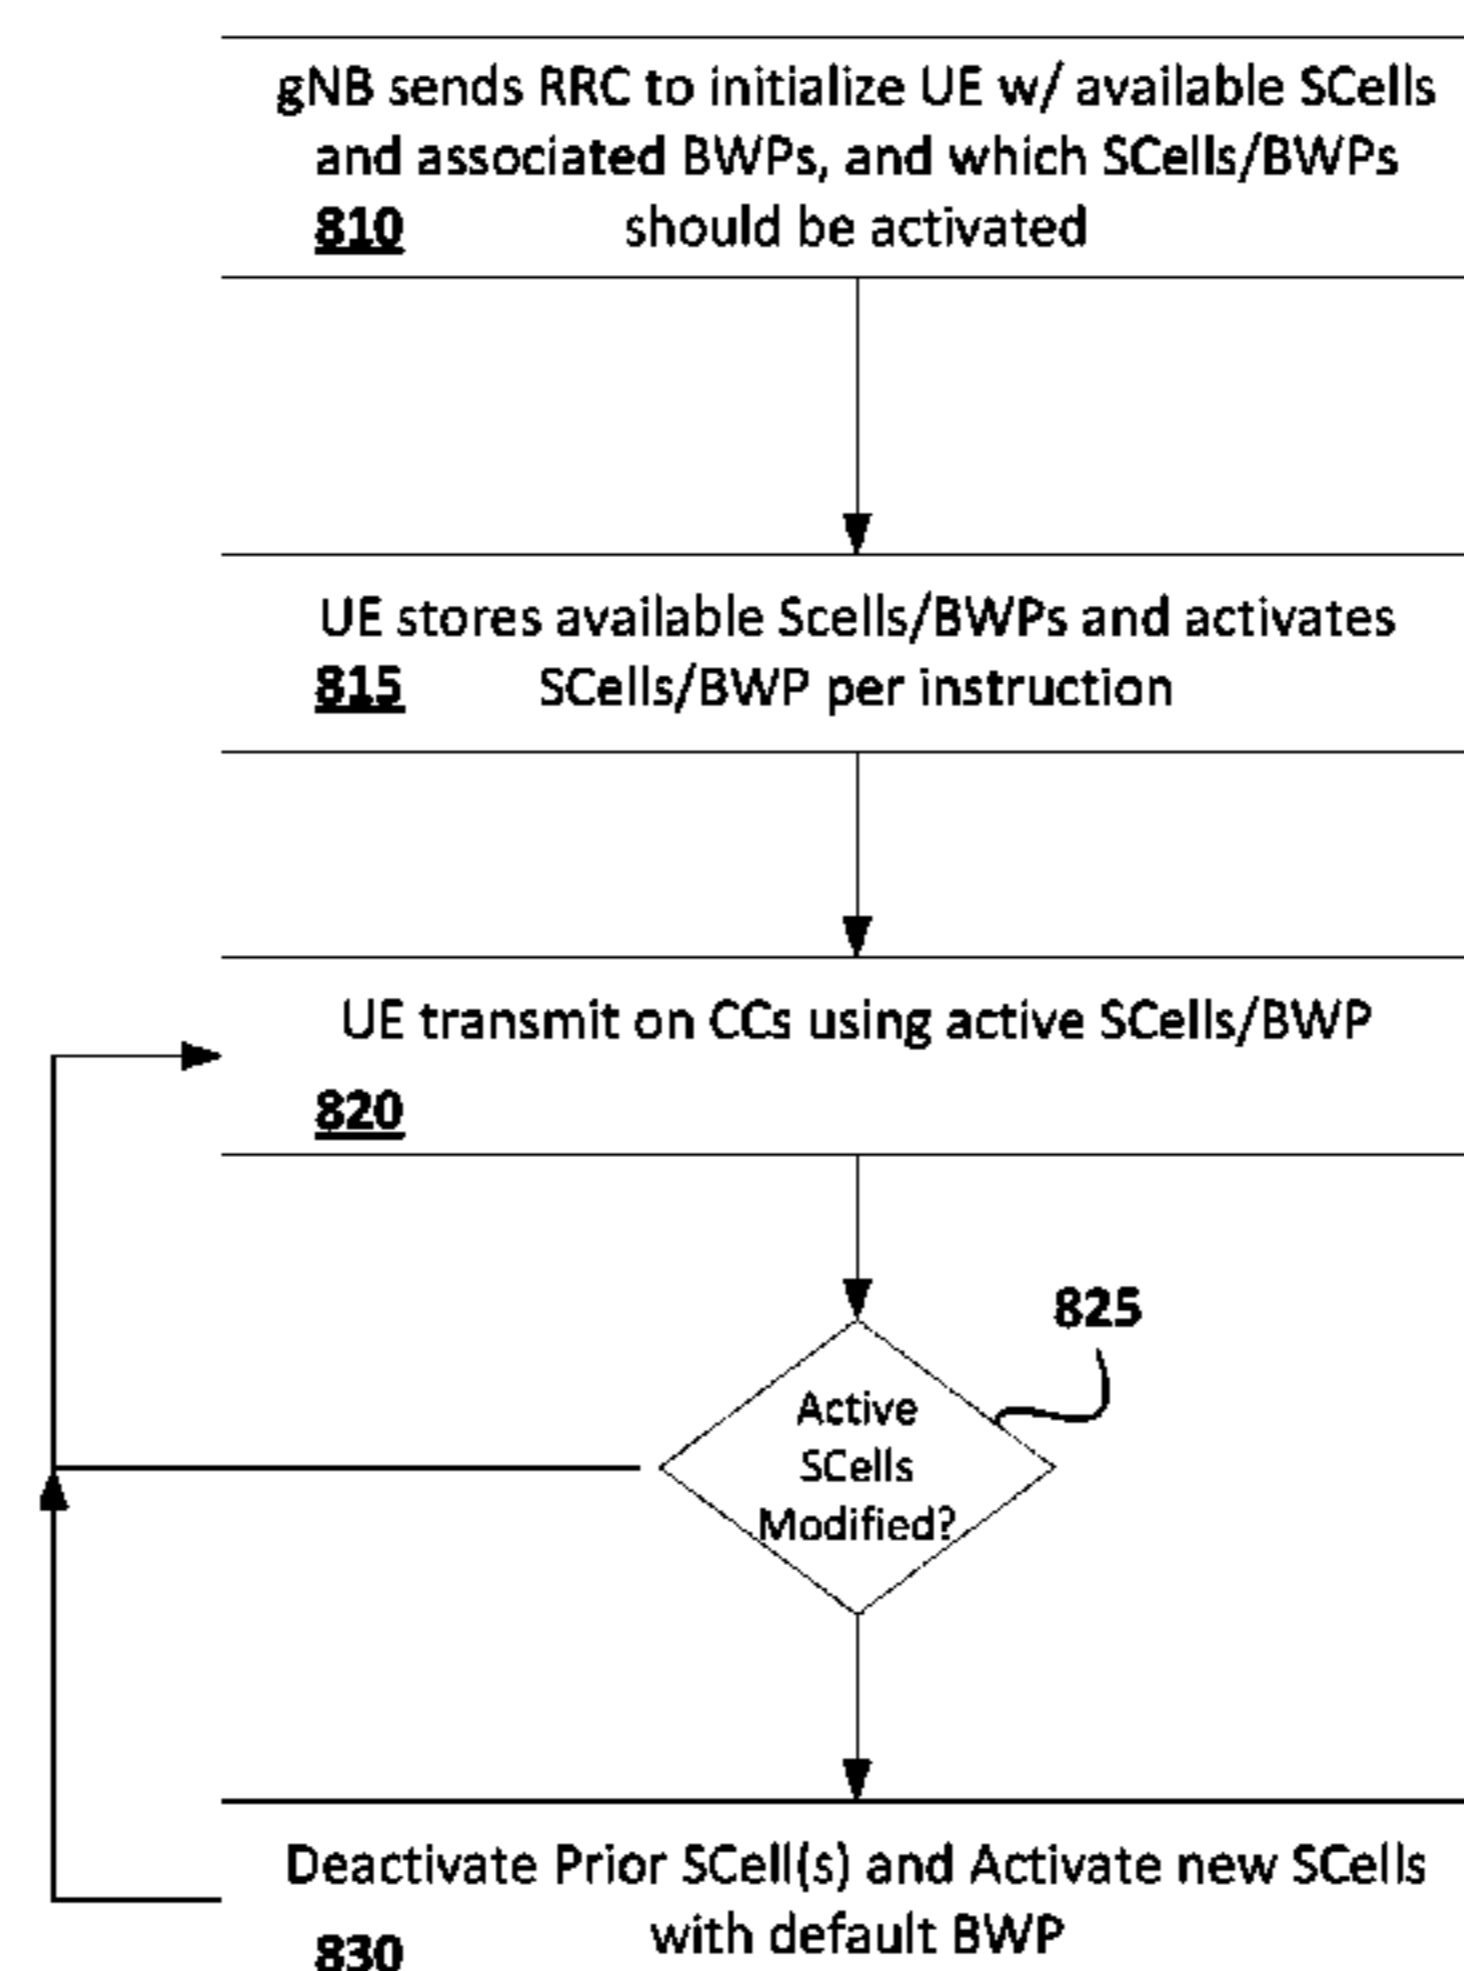 gNB sends RRC to initialize UE w/ available SCells
and associated BWPs, and which SCells/BWPs
810 should be activated
UE stores available Scells/BWPs and activates
815 SCells/BWP per instruction
UE transmit on CCs using active SCells/BWP
820
825
Active
SCells
Modified?
Deactivate Prior SCell(s) and Activate new SCells
with default BWP
830